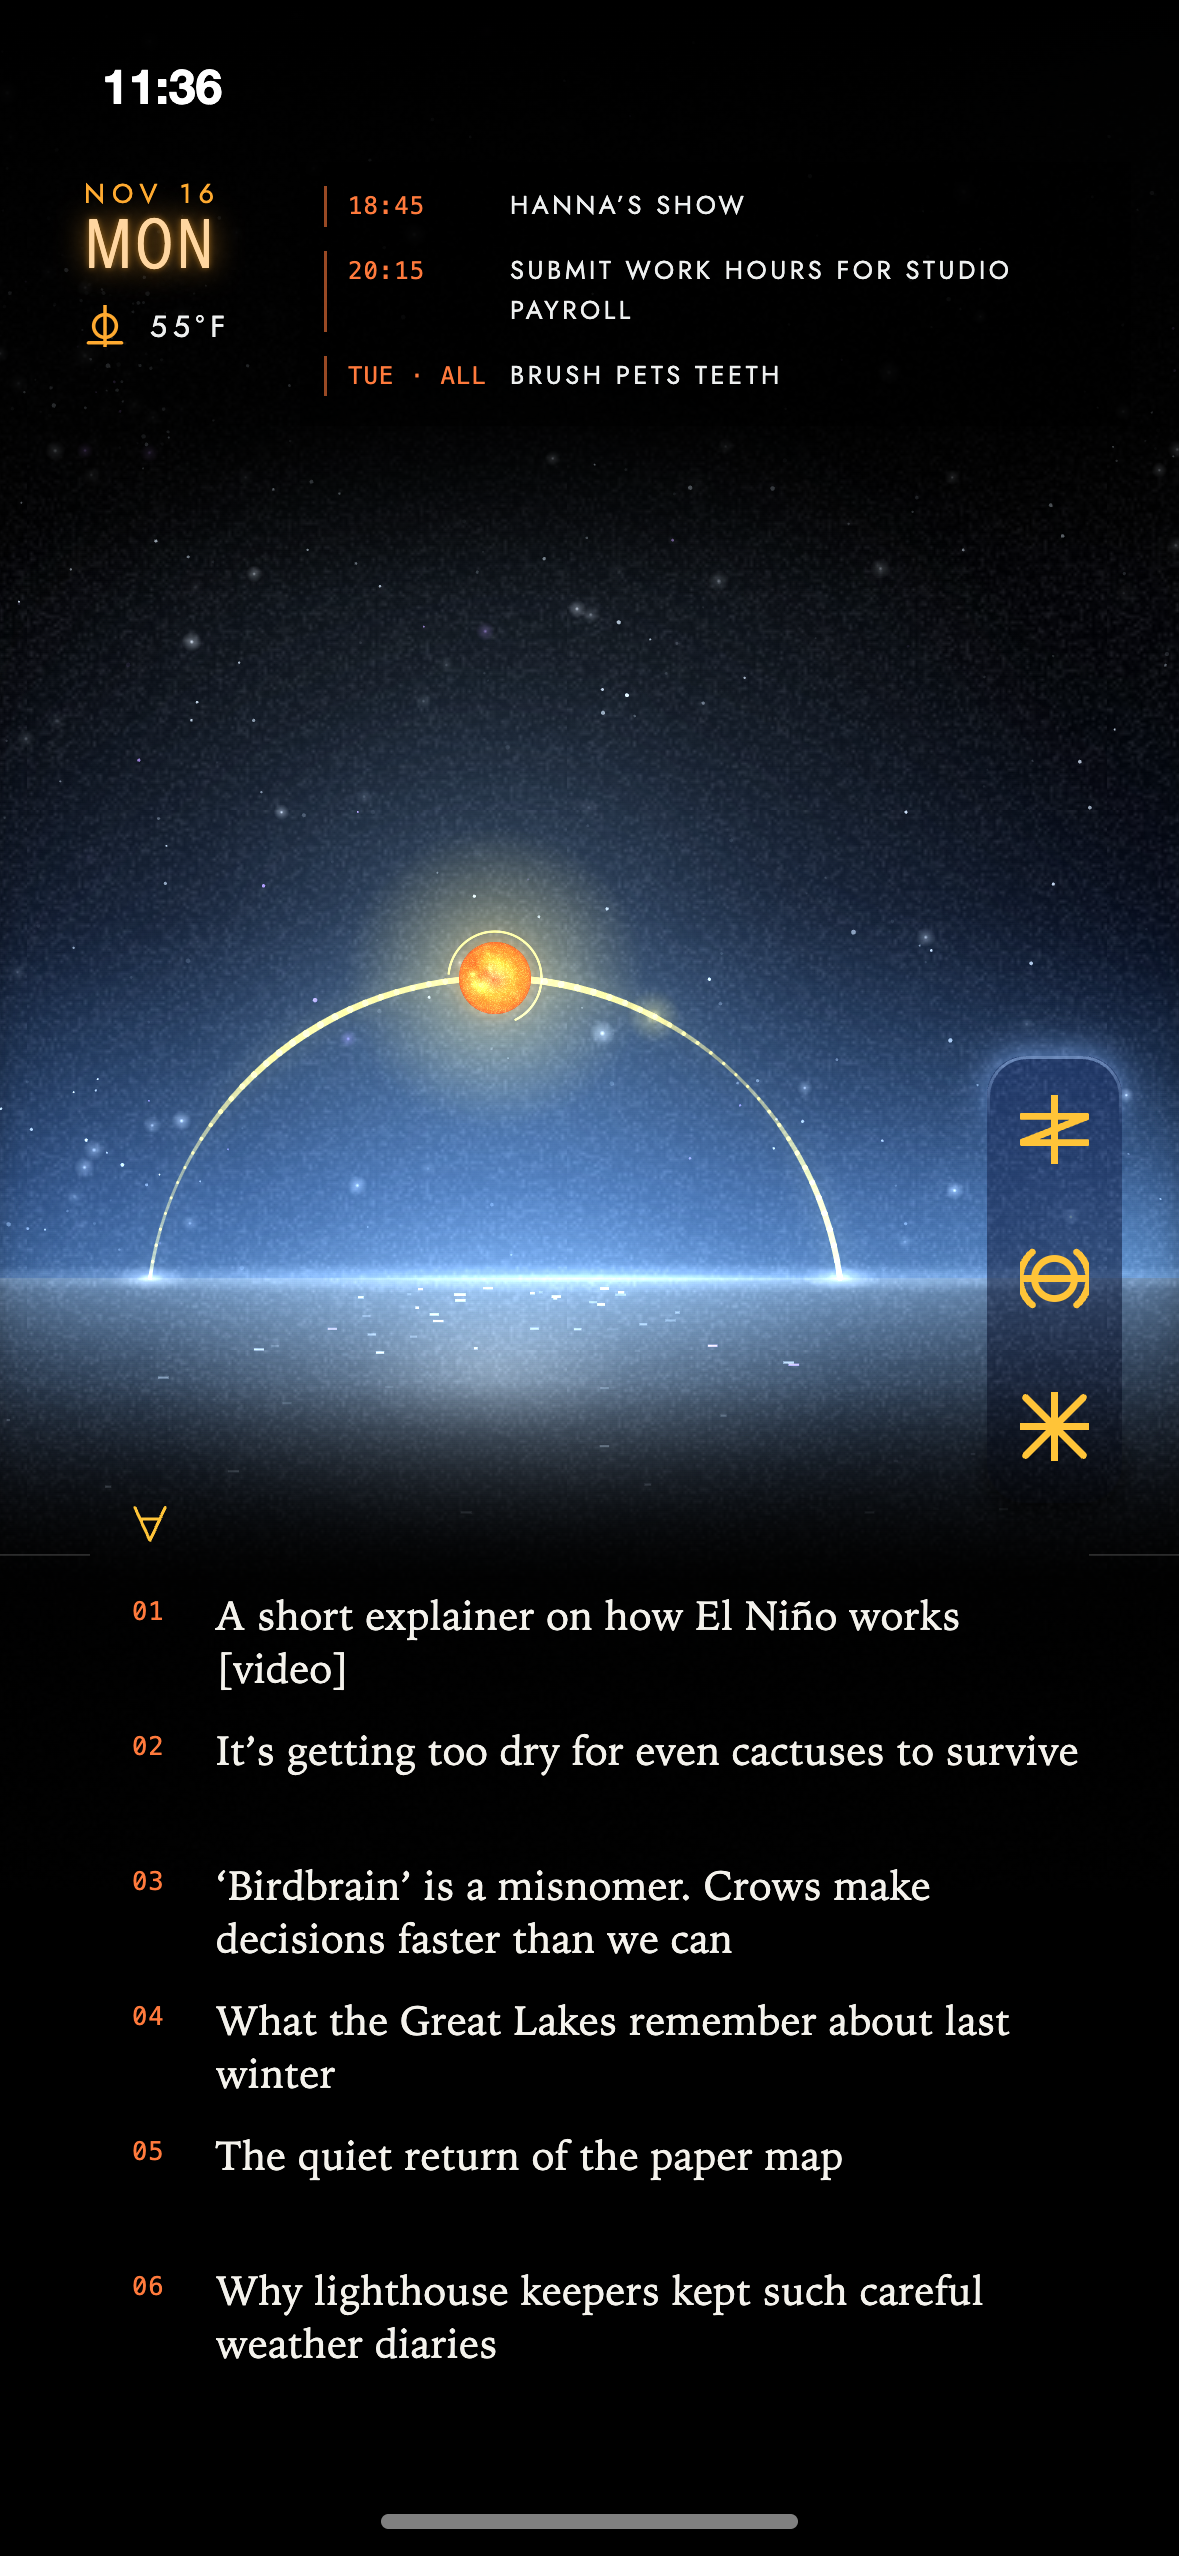 11:36
NOV 16
MON
55°F
18:45 HANNA’S SHOW
20:15 SUBMIT WORK HOURS FOR STUDIO
PAYROLL
TUE · ALL BRUSH PETS TEETH
01 A short explainer on how El Niño works
[video]
02 It’s getting too dry for even cactuses to survive
03 ‘Birdbrain’ is a misnomer. Crows make
decisions faster than we can
04 What the Great Lakes remember about last
winter
05 The quiet return of the paper map
06 Why lighthouse keepers kept such careful
weather diaries